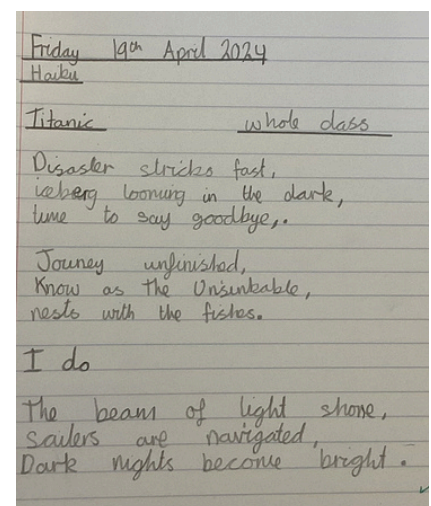 Friday 19th April 2024
Haiku
Titanic whole class
Disaster strickes fast,
iceberg looming in the dark,
time to say goodbye,.
Jouney unfinished,
Know as the Unsinkable,
rests with the fishes.
I do
The beam of light shone,
sailers are navigated,
Dark nights become bright.